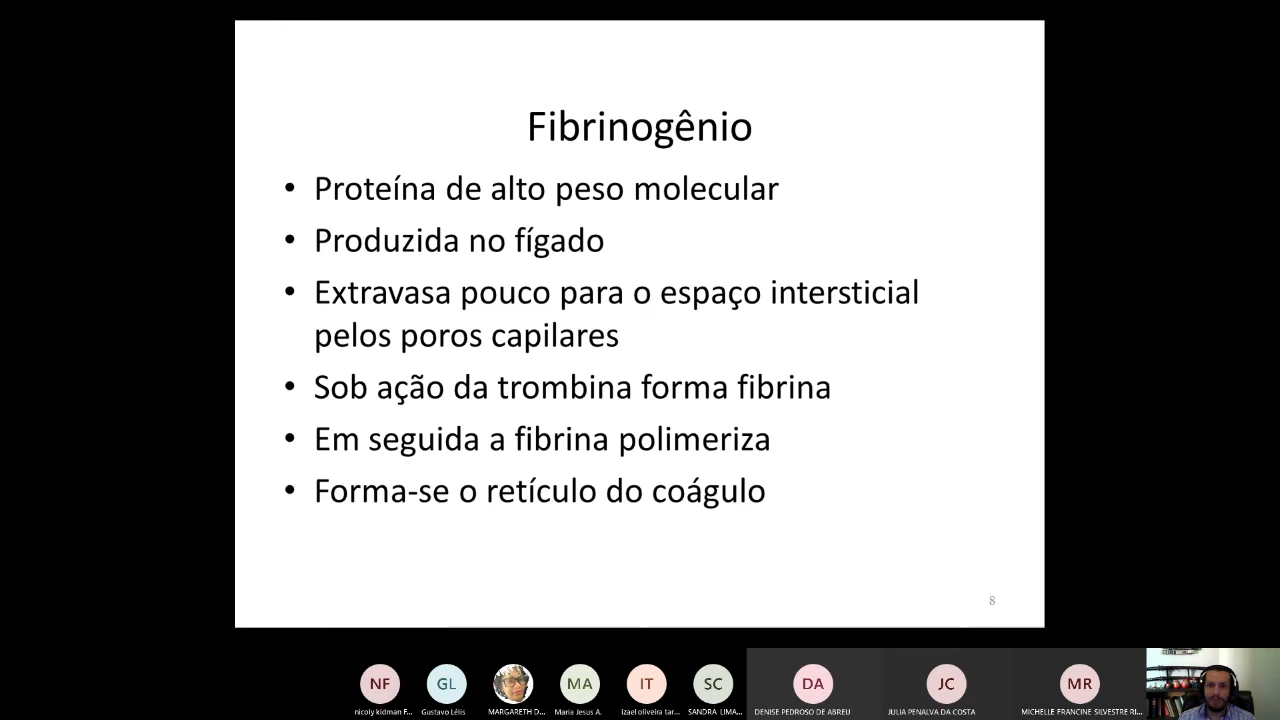 Fibrinogênio
• Proteína de alto peso molecular
• Produzida no fígado
• Extravasa pouco para o espaço intersticial
pelos poros capilares
• Sob ação da trombina forma fibrina
• Em seguida a fibrina polimeriza
• Forma-se o retículo do coágulo
8
NF GL MA IT SC DA JC MR
nicoly kidman F... Gustavo Lélis MARGARETH D... Maria Jesus A. izael oliveira tar... SANDRA LIMA... DENISE PEDROSO DE ABREU JULIA PENALVA DA COSTA MICHELLE FRANCINE SILVESTRE RI...